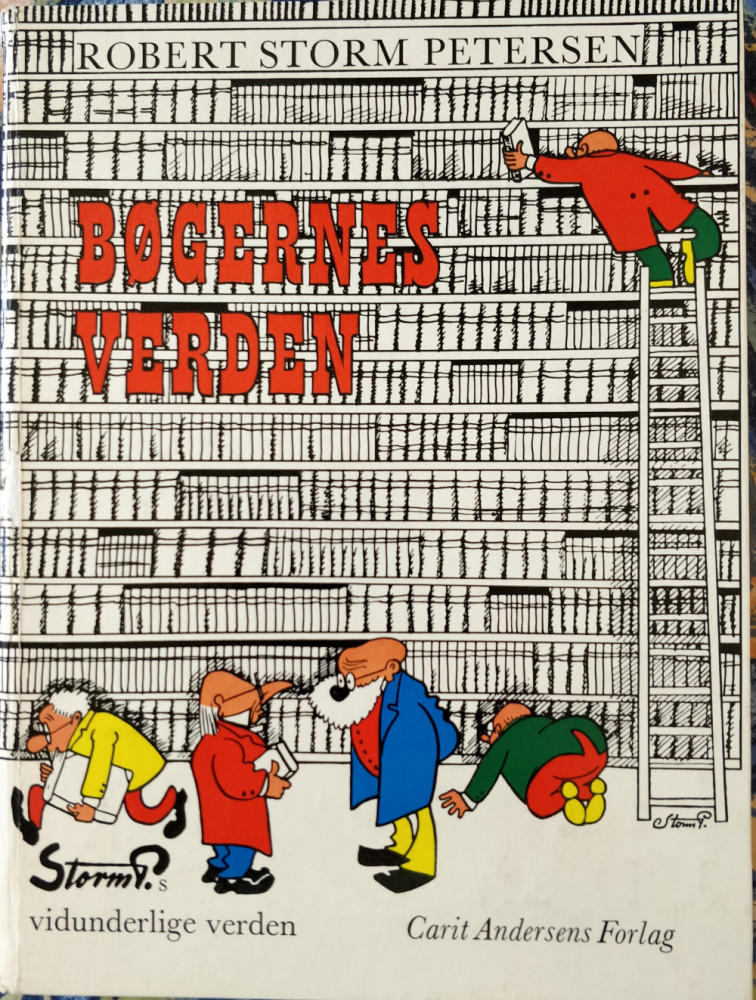 ROBERT STORM PETERSEN
BØGERNES
VERDEN
Storm P.
Storm P.s
vidunderlige verden
Carit Andersens Forlag